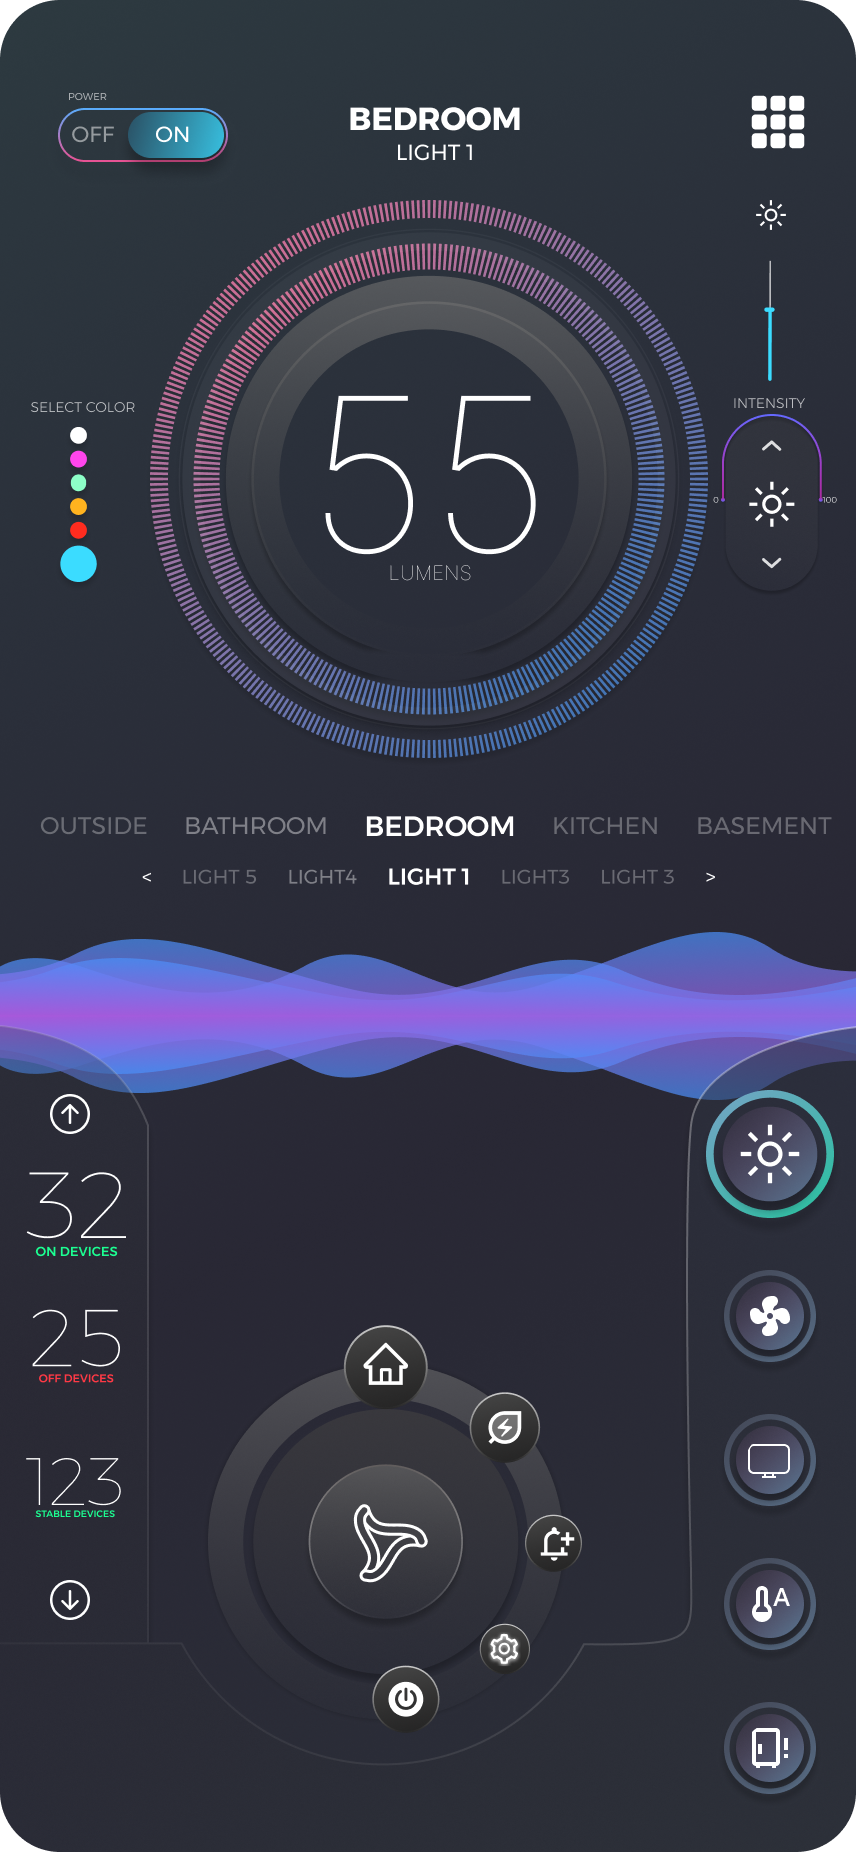 POWER
OFF ON
BEDROOM
LIGHT 1
INTENSITY
SELECT COLOR
0 100
55
LUMENS
OUTSIDE BATHROOM BEDROOM KITCHEN BASEMENT
< LIGHT 5 LIGHT4 LIGHT 1 LIGHT3 LIGHT 3 >
32
ON DEVICES
25
OFF DEVICES
123
STABLE DEVICES
A